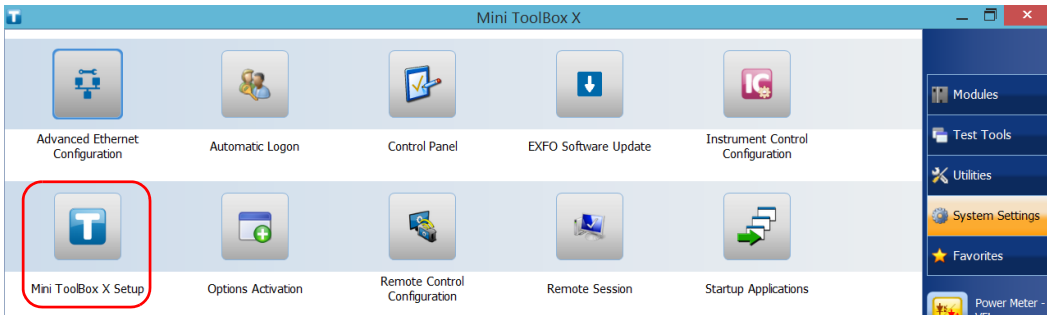 Mini ToolBox X
Advanced Ethernet
Configuration
Automatic Logon
Control Panel
EXFO Software Update
Instrument Control
Configuration
Mini ToolBox X Setup
Options Activation
Remote Control
Configuration
Remote Session
Startup Applications
Modules
Test Tools
Utilities
System Settings
Favorites
Power Meter -